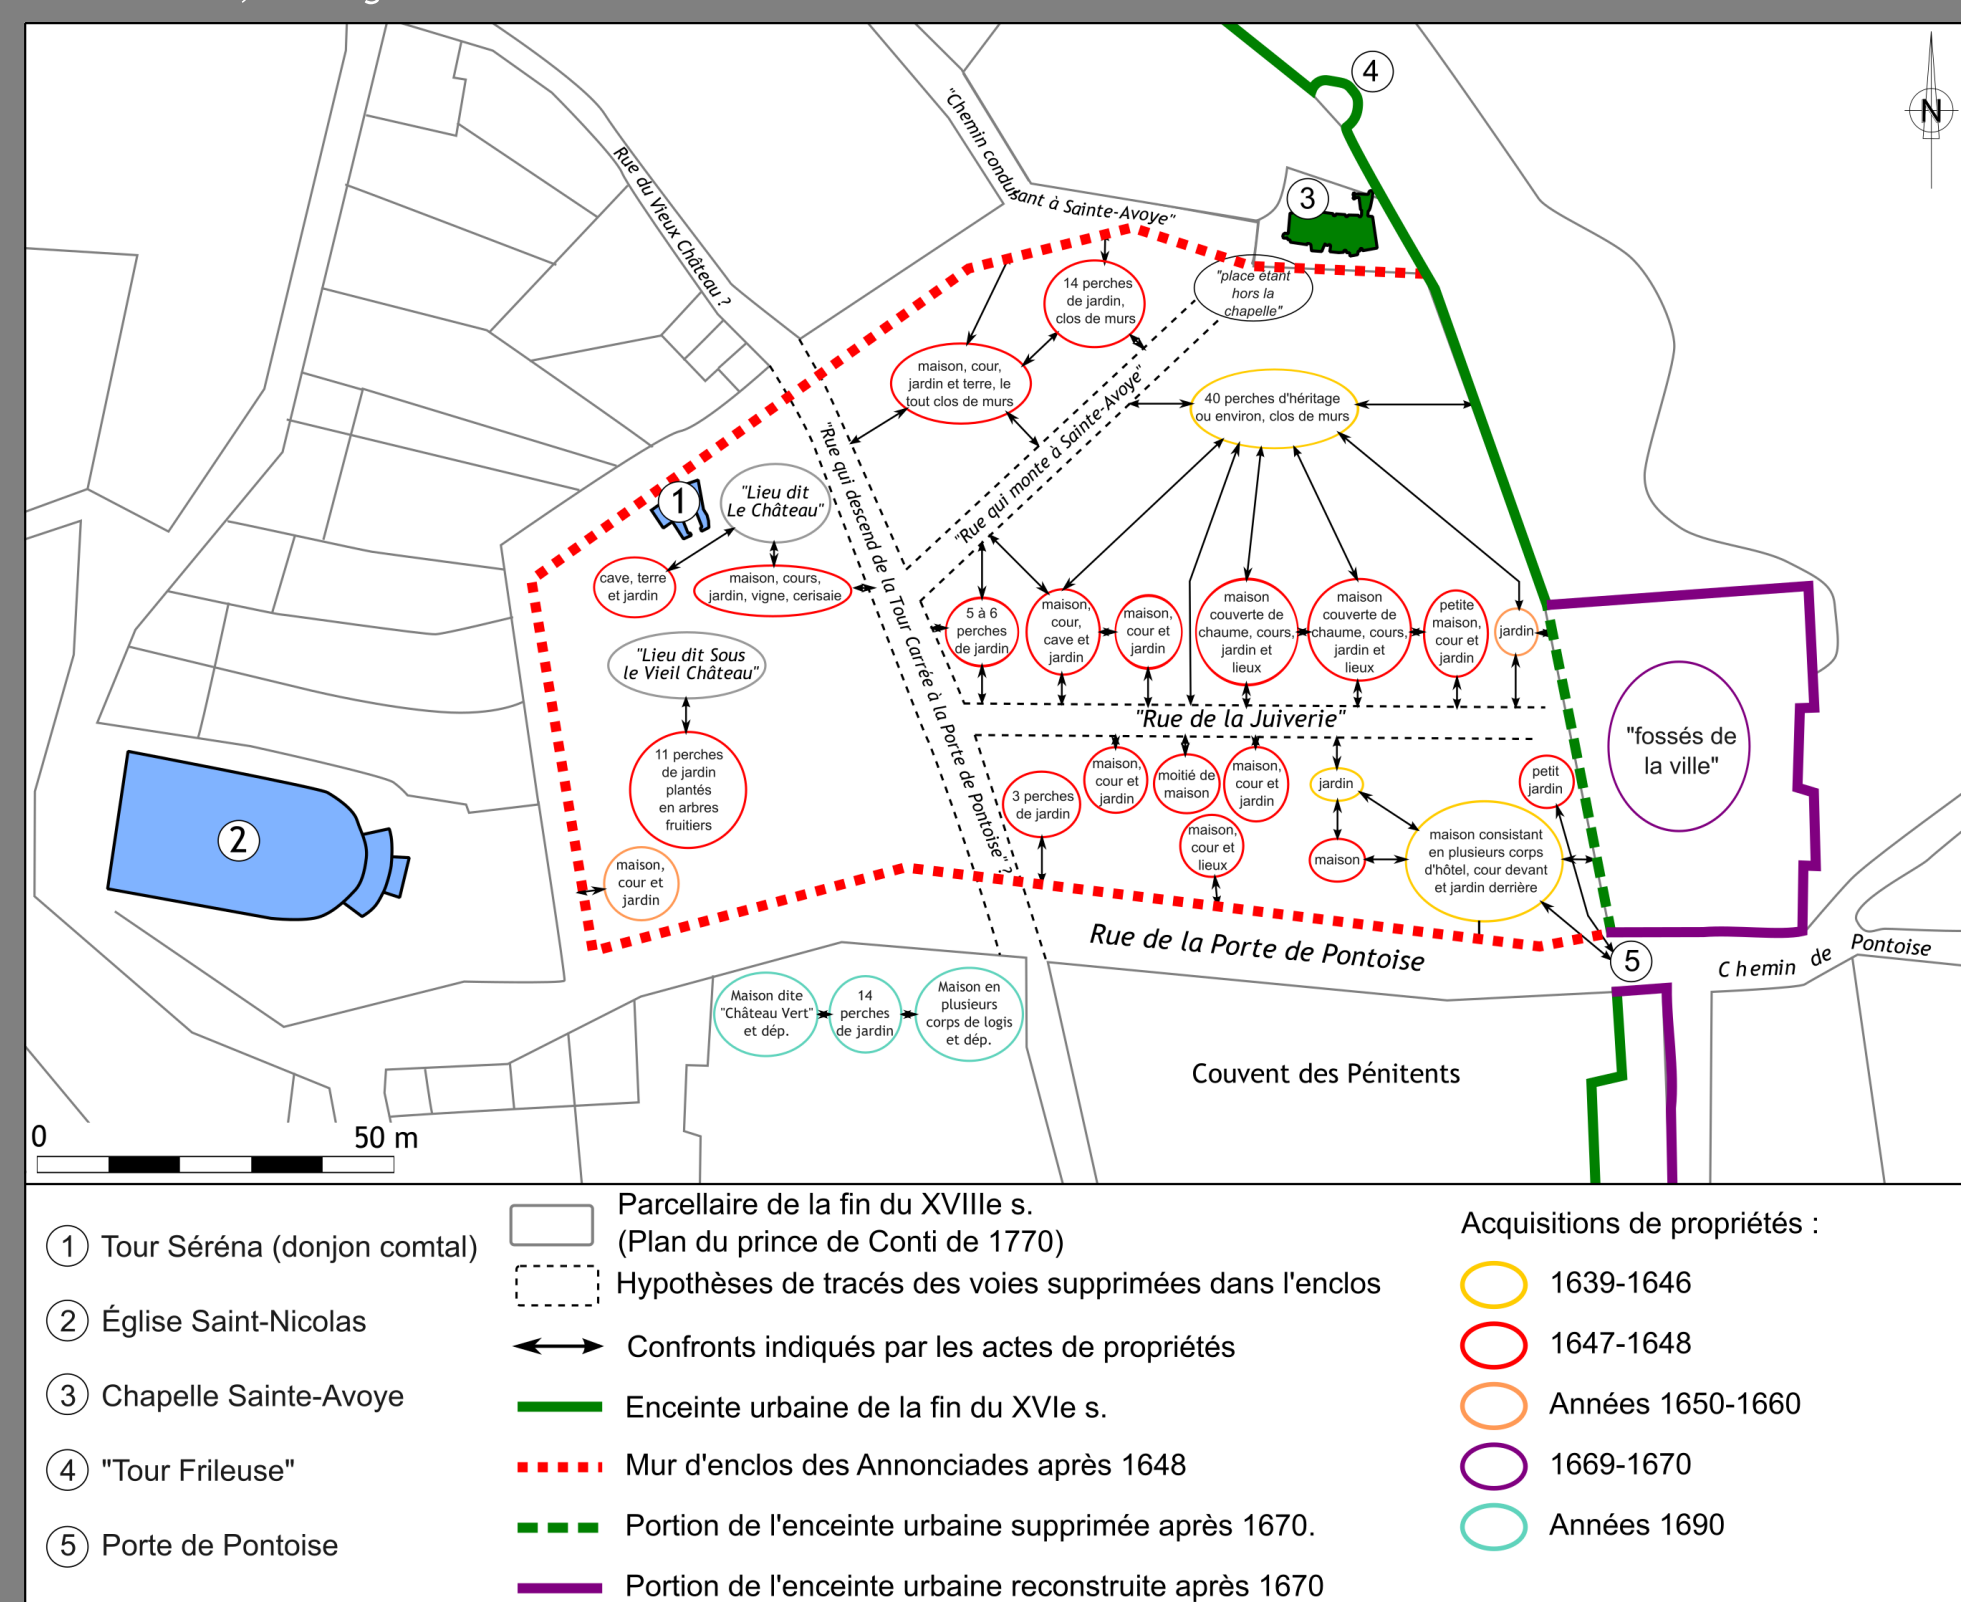 4
N
"Chemin conduisant à Sainte-Avoye"
Rue du Vieux Château ?
3
"place étant
hors la
chapelle"
14 perches
de jardin,
clos de murs
maison, cour,
jardin et terre, le
tout clos de murs
40 perches d'héritage
ou environ, clos de murs
"Rue qui monte à Sainte-Avoye"
"Rue qui descend de la Tour Carrée à la Porte de Pontoise" ?
1
"Lieu dit
Le Château"
cave, terre
et jardin
maison, cours,
jardin, vigne, cerisaie
5 à 6
perches
de jardin
maison,
cour,
cave et
jardin
maison,
cour et
jardin
maison
couverte de
chaume, cours,
jardin et
lieux
maison
couverte de
chaume, cours,
jardin et
lieux
petite
maison,
cour et
jardin
jardin
"Lieu dit Sous
le Vieil Château"
"Rue de la Juiverie"
"fossés de
la ville"
11 perches
de jardin
plantés
en arbres
fruitiers
3 perches
de jardin
maison,
cour et
jardin
moitié de
maison
maison,
cour et
jardin
jardin
petit
jardin
2
maison,
cour et
jardin
maison,
cour et
lieux
maison
maison consistant
en plusieurs corps
d'hôtel, cour devant
et jardin derrière
Rue de la Porte de Pontoise
5
Chemin de Pontoise
Maison dite
"Château Vert"
et dép.
14
perches
de jardin
Maison en
plusieurs
corps de logis
et dép.
Couvent des Pénitents
0 50 m
1 Tour Séréna (donjon comtal)
2 Église Saint-Nicolas
3 Chapelle Sainte-Avoye
4 "Tour Frileuse"
5 Porte de Pontoise
Parcellaire de la fin du XVIIIe s.
(Plan du prince de Conti de 1770)
Hypothèses de tracés des voies supprimées dans l'enclos
Confronts indiqués par les actes de propriétés
Enceinte urbaine de la fin du XVIe s.
Mur d'enclos des Annonciades après 1648
Portion de l'enceinte urbaine supprimée après 1670.
Portion de l'enceinte urbaine reconstruite après 1670
Acquisitions de propriétés :
1639-1646
1647-1648
Années 1650-1660
1669-1670
Années 1690